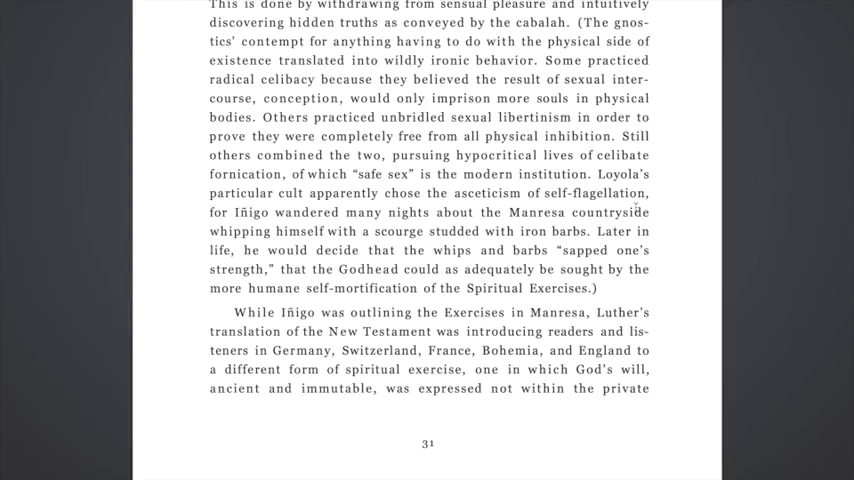 This is done by withdrawing from sensual pleasure and intuitively
discovering hidden truths as conveyed by the cabalah. (The gnos-
tics' contempt for anything having to do with the physical side of
existence translated into wildly ironic behavior. Some practiced
radical celibacy because they believed the result of sexual inter-
course, conception, would only imprison more souls in physical
bodies. Others practiced unbridled sexual libertinism in order to
prove they were completely free from all physical inhibition. Still
others combined the two, pursuing hypocritical lives of celibate
fornication, of which “safe sex” is the modern institution. Loyola's
particular cult apparently chose the asceticism of self-flagellation,
for Iñigo wandered many nights about the Manresa countryside
whipping himself with a scourge studded with iron barbs. Later in
life, he would decide that the whips and barbs “sapped one's
strength,” that the Godhead could as adequately be sought by the
more humane self-mortification of the Spiritual Exercises.)
While Iñigo was outlining the Exercises in Manresa, Luther's
translation of the New Testament was introducing readers and lis-
teners in Germany, Switzerland, France, Bohemia, and England to
a different form of spiritual exercise, one in which God's will,
ancient and immutable, was expressed not within the private
31